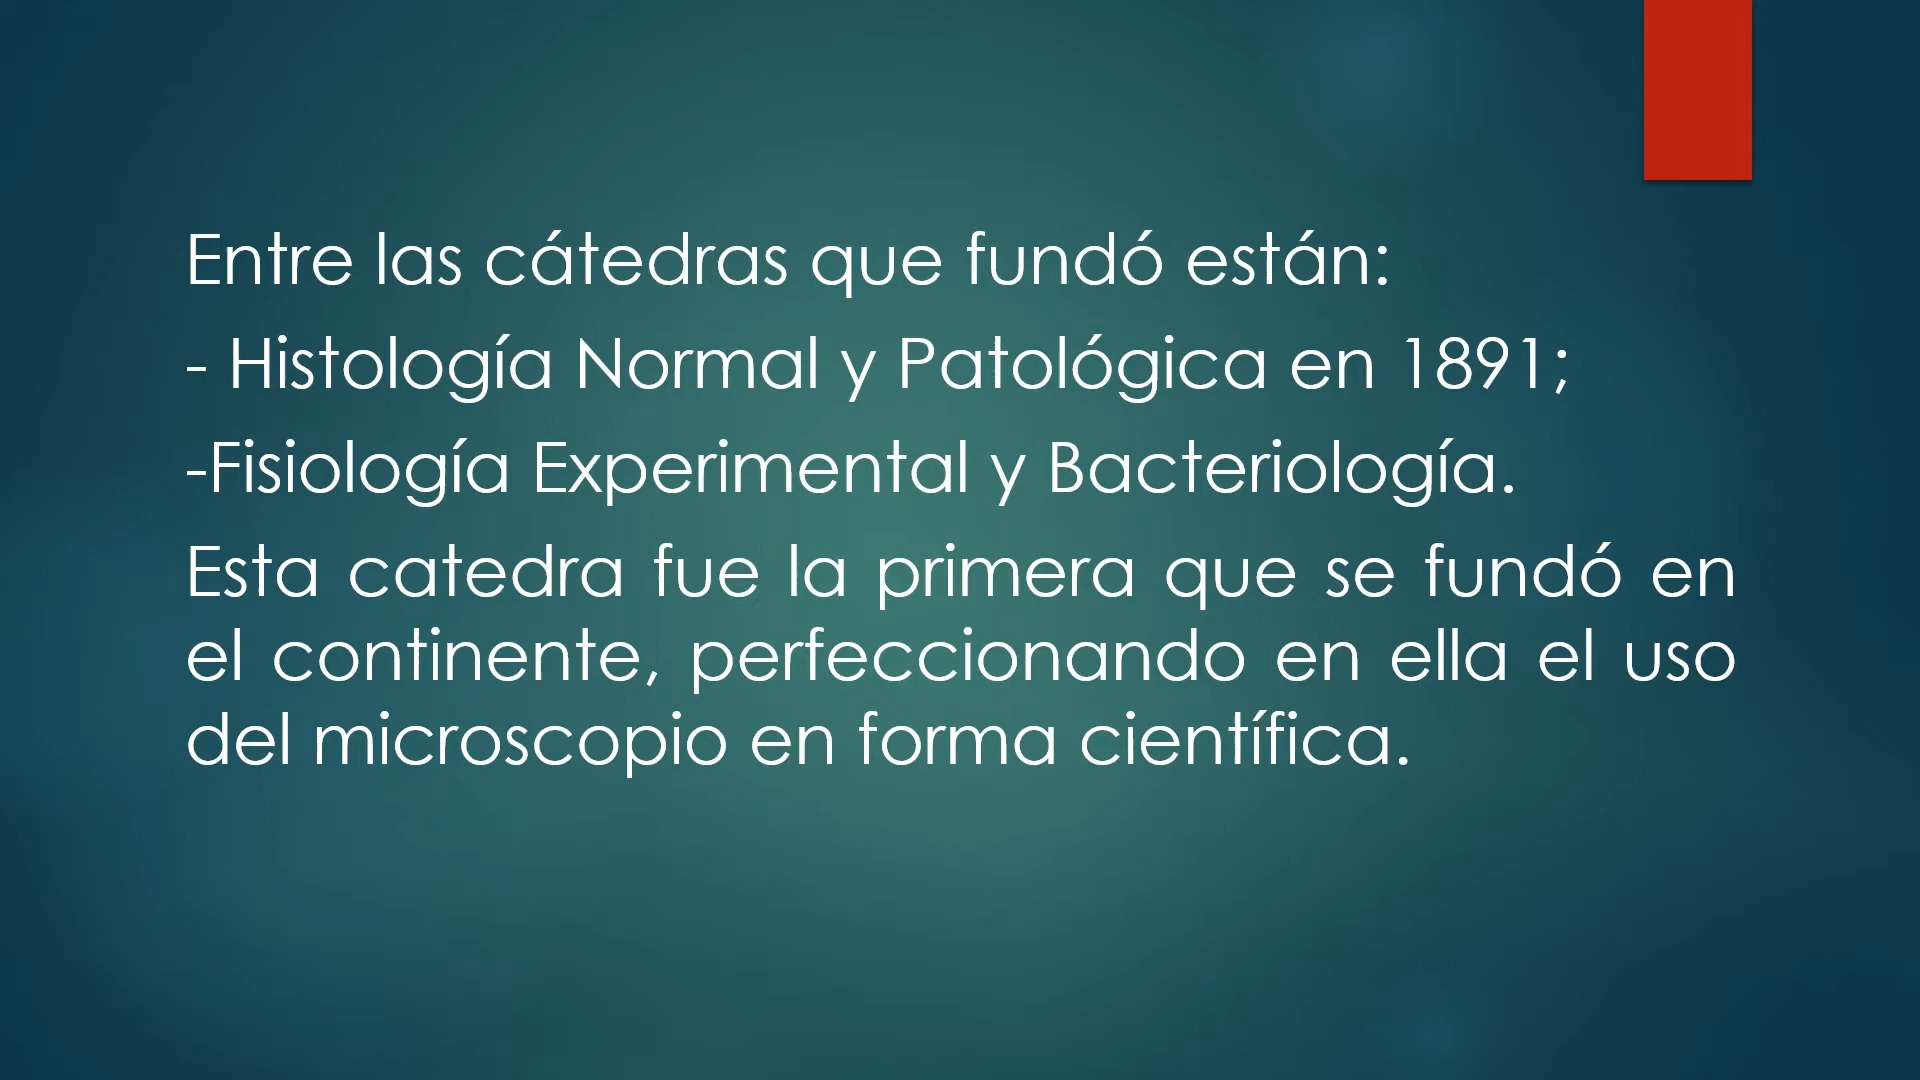 Entre las cátedras que fundó están:
- Histología Normal y Patológica en 1891;
-Fisiología Experimental y Bacteriología.
Esta catedra fue la primera que se fundó en
el continente, perfeccionando en ella el uso
del microscopio en forma científica.